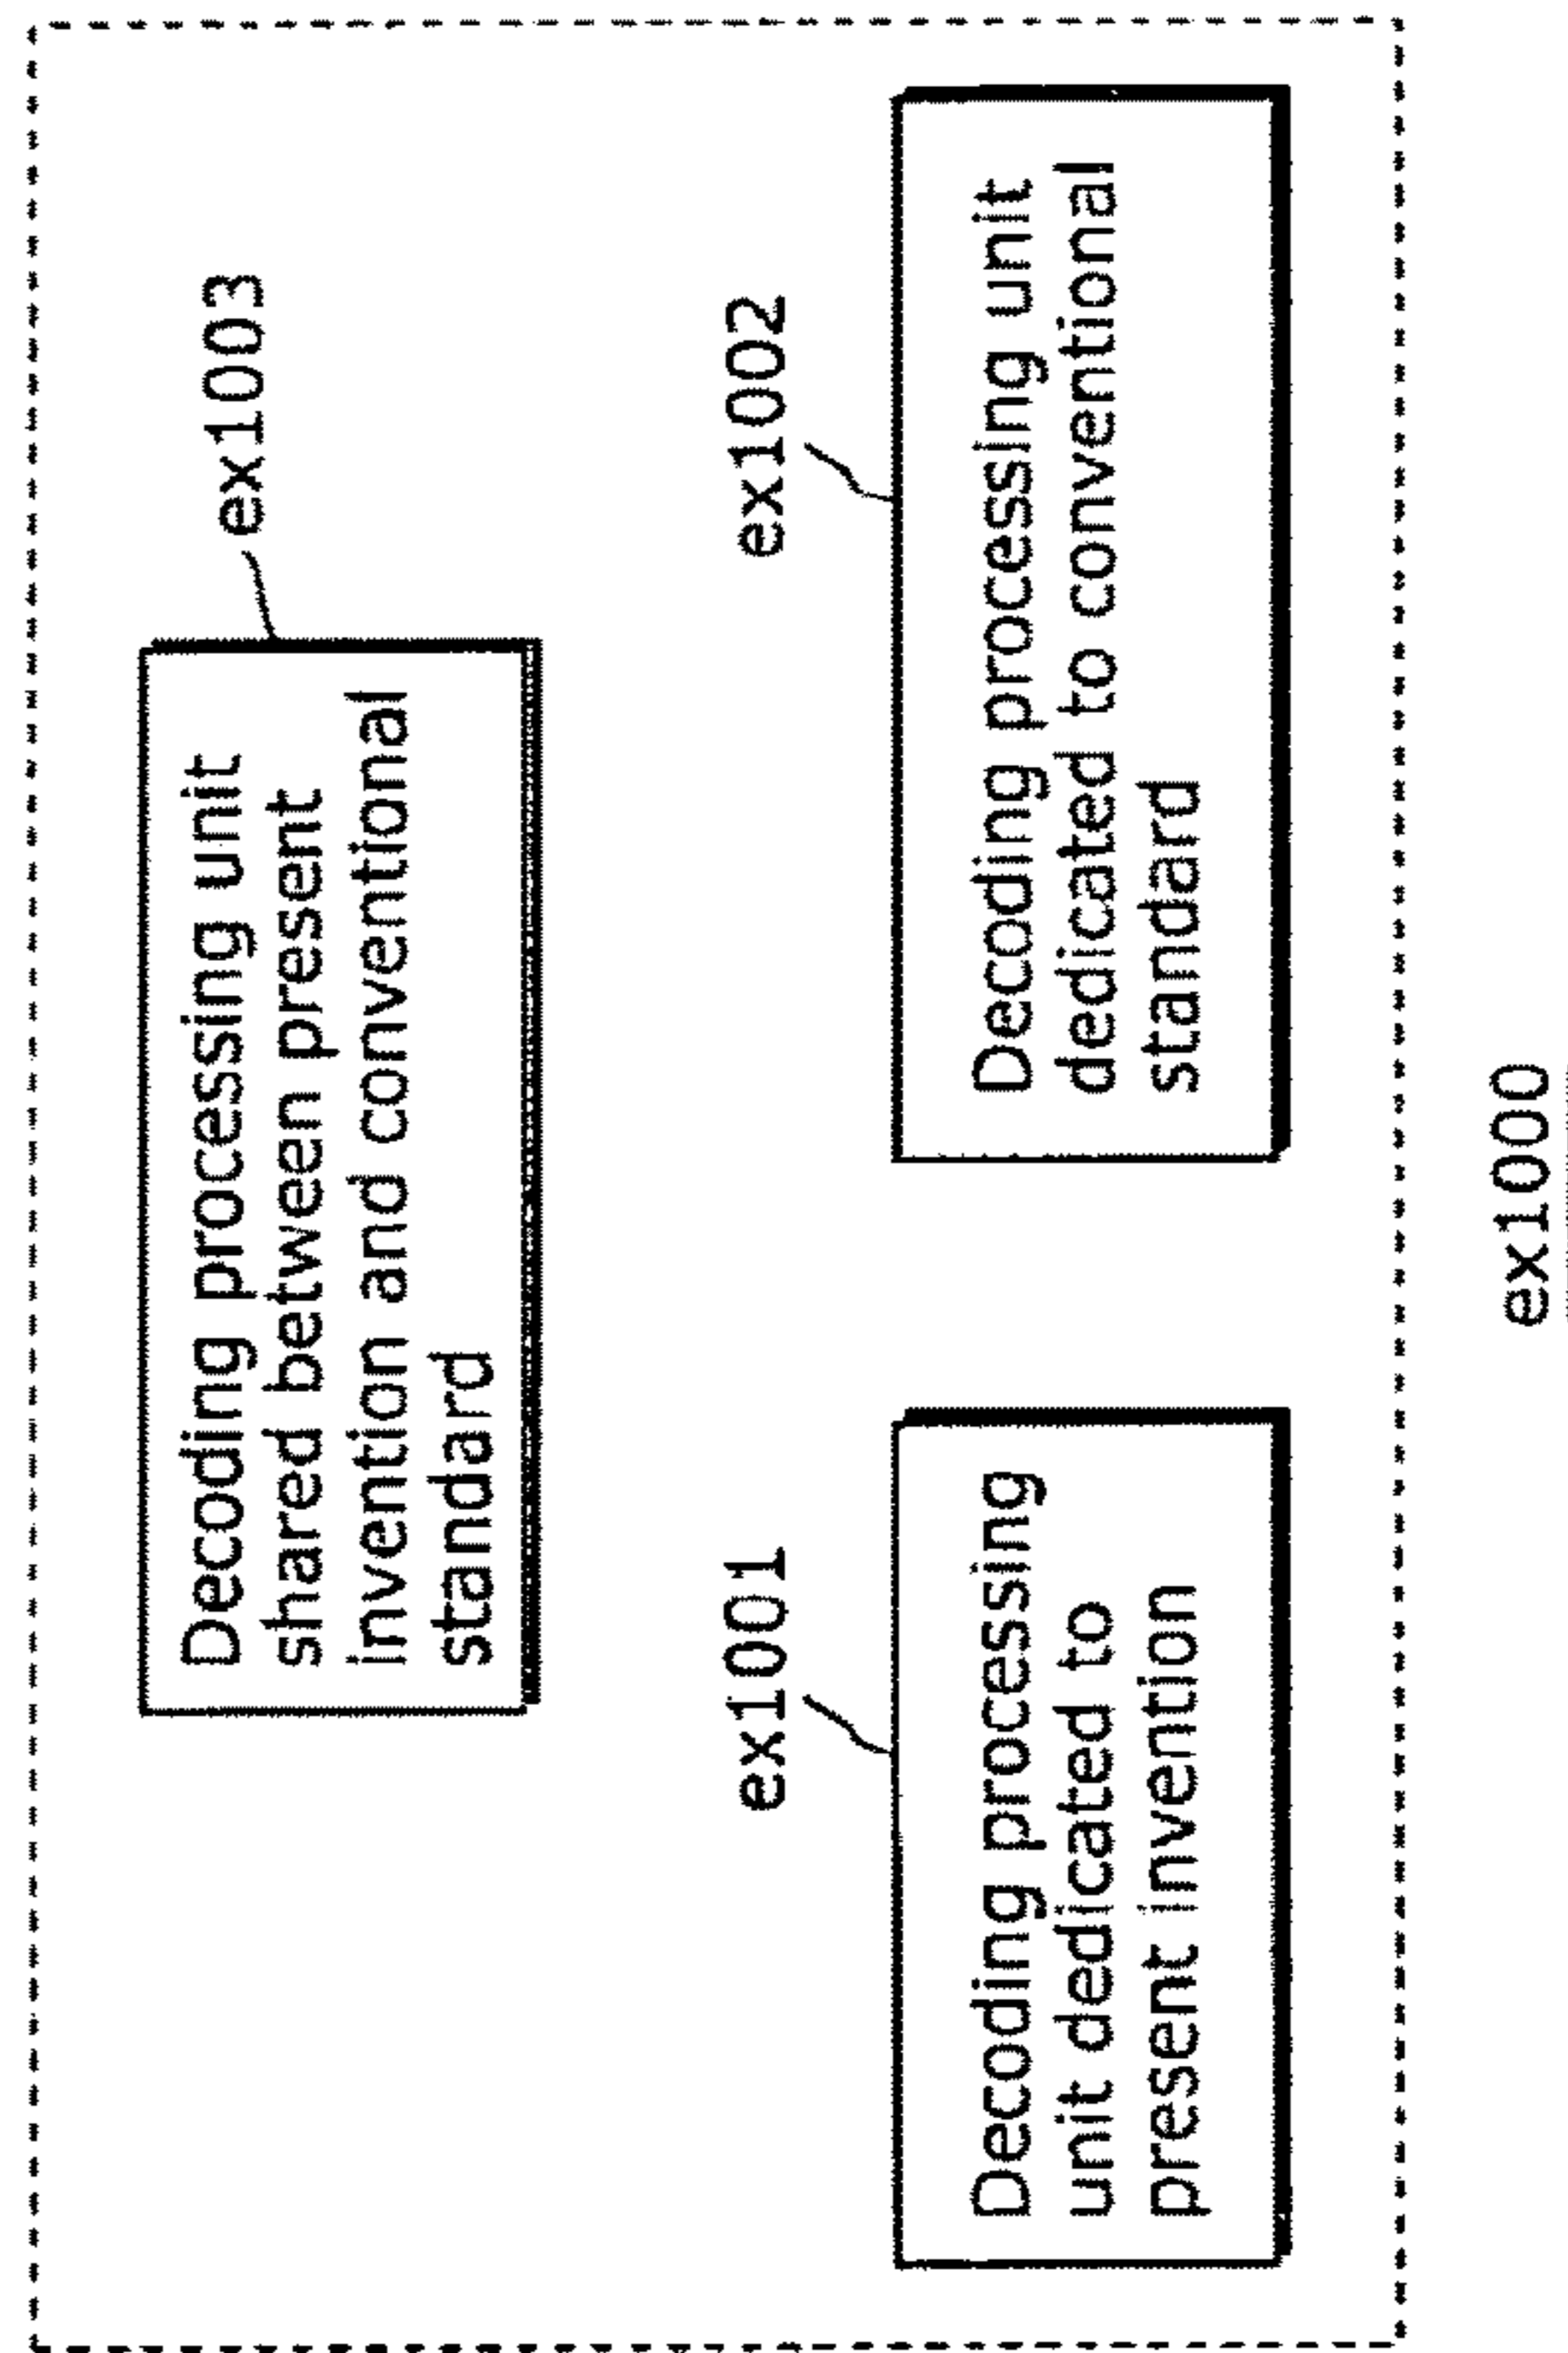 ex1003
Decoding processing unit
shared between present
invention and conventional
standard
ex1001
Decoding processing
unit dedicated to
present invention
ex1002
Decoding processing unit
dedicated to conventional
standard
ex1000